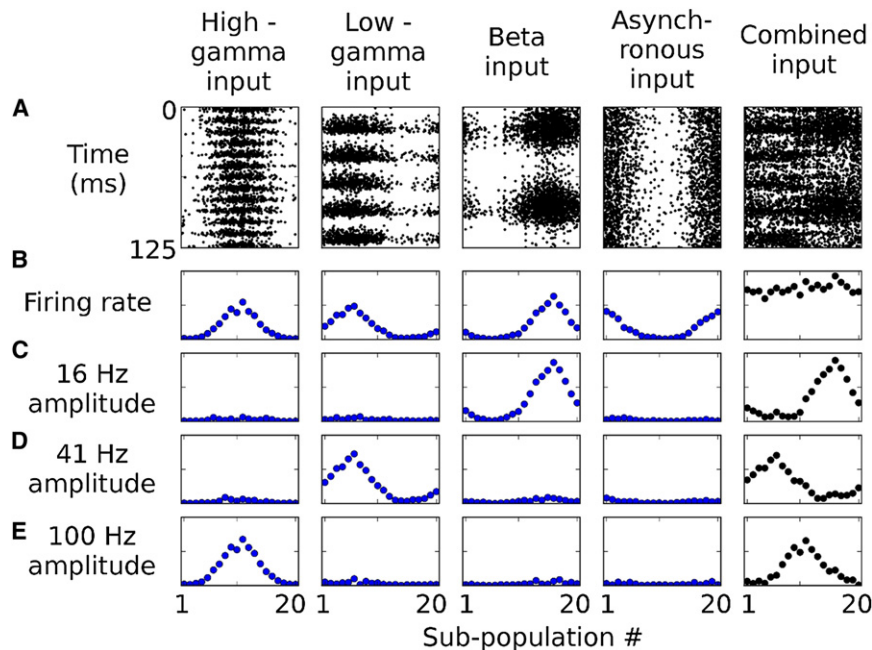 High -
gamma
input
Low -
gamma
input
Beta
input
Asynch-
ronous
input
Combined
input
A
Time
(ms)
0
125
B
Firing rate
C
16 Hz
amplitude
D
41 Hz
amplitude
E
100 Hz
amplitude
1 20 1 20 1 20 1 20 1 20
Sub-population #